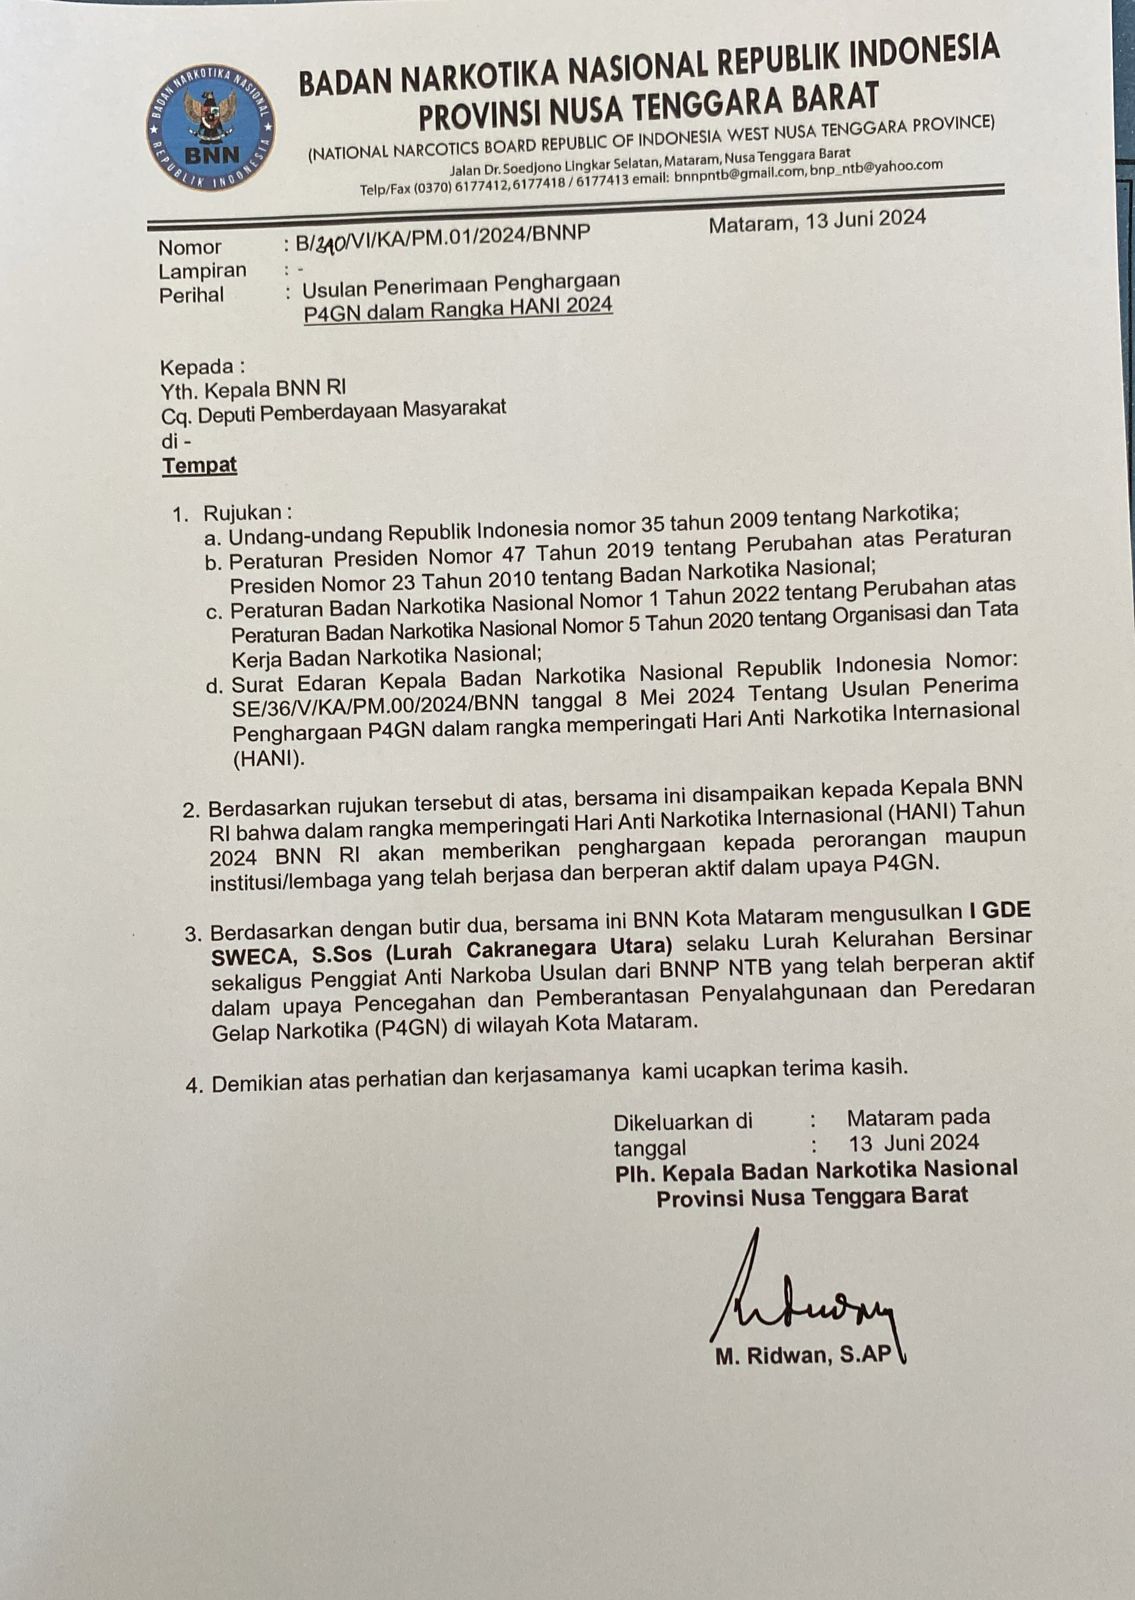 BADAN NARKOTIKA NASIONAL
REPUBLIK INDONESIA
BNN
BADAN NARKOTIKA NASIONAL REPUBLIK INDONESIA
PROVINSI NUSA TENGGARA BARAT
(NATIONAL NARCOTICS BOARD REPUBLIC OF INDONESIA WEST NUSA TENGGARA PROVINCE)
Jalan Dr. Soedjono Lingkar Selatan, Mataram, Nusa Tenggara Barat
Telp/Fax (0370) 6177412, 6177418 / 6177413 email: bnnpntb@gmail.com, bnp_ntb@yahoo.com
Nomor : B/290/VI/KA/PM.01/2024/BNNP Mataram, 13 Juni 2024
Lampiran : -
Perihal : Usulan Penerimaan Penghargaan
P4GN dalam Rangka HANI 2024
Kepada :
Yth. Kepala BNN RI
Cq. Deputi Pemberdayaan Masyarakat
di -
Tempat
1. Rujukan :
a. Undang-undang Republik Indonesia nomor 35 tahun 2009 tentang Narkotika;
b. Peraturan Presiden Nomor 47 Tahun 2019 tentang Perubahan atas Peraturan
Presiden Nomor 23 Tahun 2010 tentang Badan Narkotika Nasional;
c. Peraturan Badan Narkotika Nasional Nomor 1 Tahun 2022 tentang Perubahan atas
Peraturan Badan Narkotika Nasional Nomor 5 Tahun 2020 tentang Organisasi dan Tata
Kerja Badan Narkotika Nasional;
d. Surat Edaran Kepala Badan Narkotika Nasional Republik Indonesia Nomor:
SE/36/V/KA/PM.00/2024/BNN tanggal 8 Mei 2024 Tentang Usulan Penerima
Penghargaan P4GN dalam rangka memperingati Hari Anti Narkotika Internasional
(HANI).
2. Berdasarkan rujukan tersebut di atas, bersama ini disampaikan kepada Kepala BNN
RI bahwa dalam rangka memperingati Hari Anti Narkotika Internasional (HANI) Tahun
2024 BNN RI akan memberikan penghargaan kepada perorangan maupun
institusi/lembaga yang telah berjasa dan berperan aktif dalam upaya P4GN.
3. Berdasarkan dengan butir dua, bersama ini BNN Kota Mataram mengusulkan I GDE
SWECA, S.Sos (Lurah Cakranegara Utara) selaku Lurah Kelurahan Bersinar
sekaligus Penggiat Anti Narkoba Usulan dari BNNP NTB yang telah berperan aktif
dalam upaya Pencegahan dan Pemberantasan Penyalahgunaan dan Peredaran
Gelap Narkotika (P4GN) di wilayah Kota Mataram.
4. Demikian atas perhatian dan kerjasamanya kami ucapkan terima kasih.
Dikeluarkan di : Mataram pada
tanggal : 13 Juni 2024
Plh. Kepala Badan Narkotika Nasional
Provinsi Nusa Tenggara Barat
M. Ridwan, S.AP